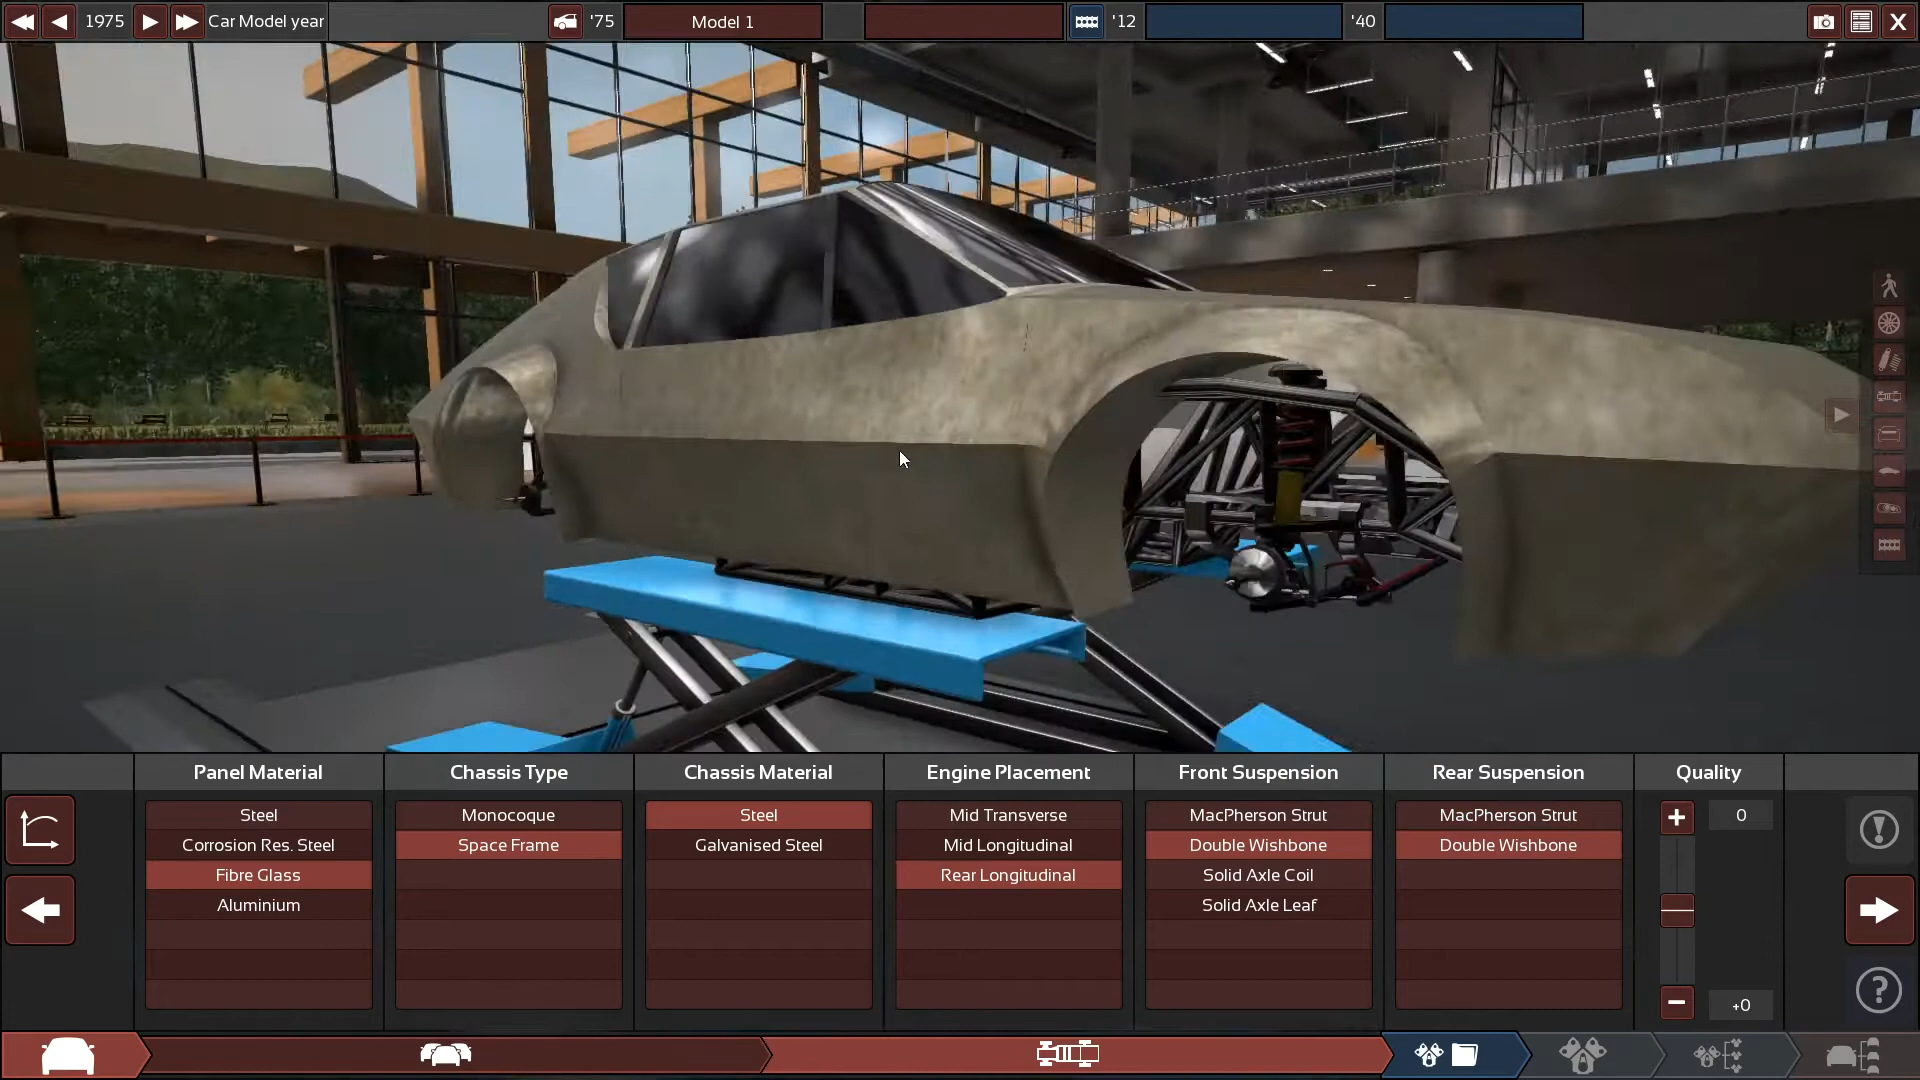 1975 Car Model year '75 Model 1 '12 '40
Panel Material
Steel
Corrosion Res. Steel
Fibre Glass
Aluminium
Chassis Type
Monocoque
Space Frame
Chassis Material
Steel
Galvanised Steel
Engine Placement
Mid Transverse
Mid Longitudinal
Rear Longitudinal
Front Suspension
MacPherson Strut
Double Wishbone
Solid Axle Coil
Solid Axle Leaf
Rear Suspension
MacPherson Strut
Double Wishbone
Quality
0
+0